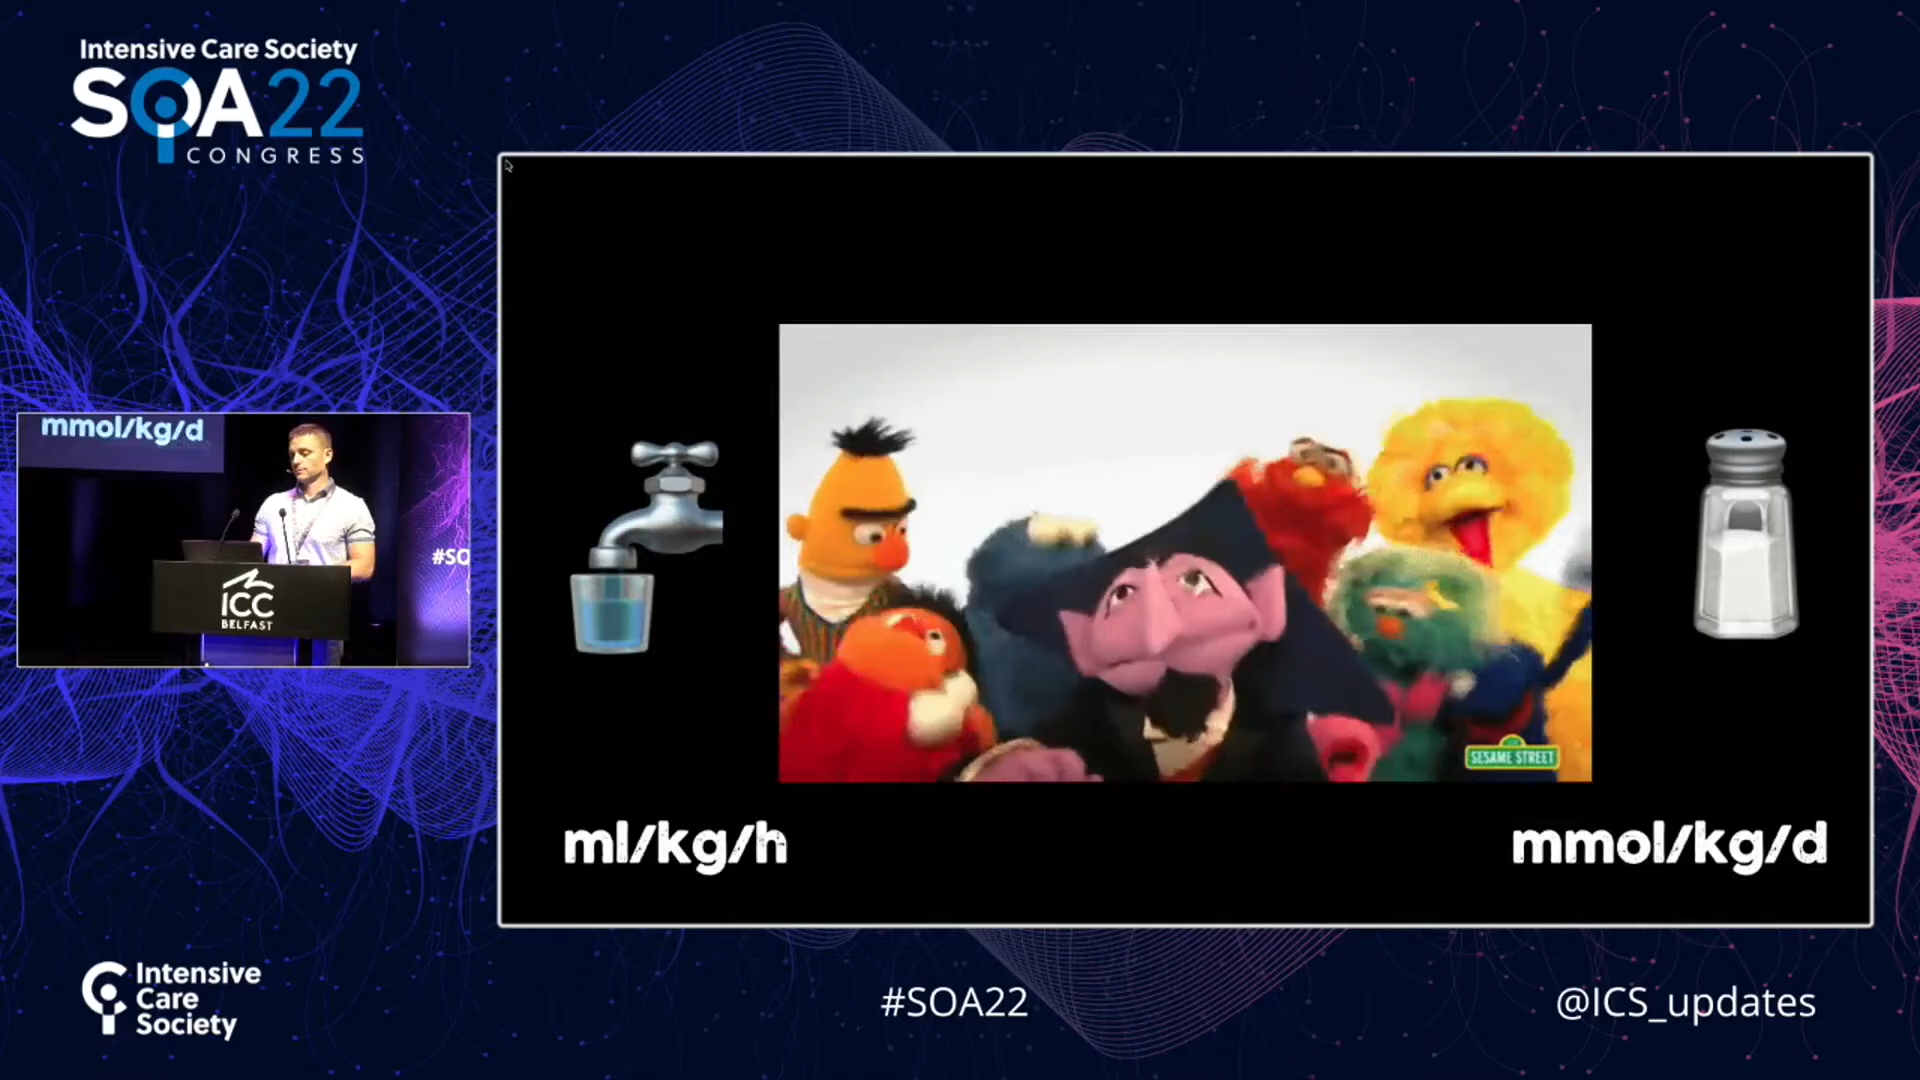 Intensive Care Society
SOA22
CONGRESS
mmol/kg/d
#SO
ICC
BELFAST
SESAME STREET
ml/kg/h
mmol/kg/d
Intensive
Care
Society
#SOA22
@ICS_updates